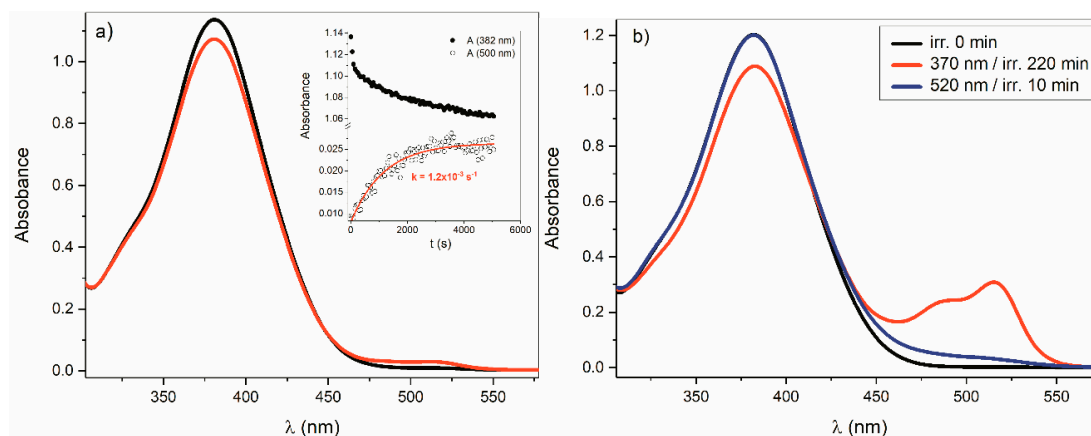 a)
Absorbance
1.0
0.8
0.6
0.4
0.2
0.0
350
400
450
500
550
λ (nm)
Absorbance
1.14
1.12
1.10
1.08
1.06
0.025
0.020
0.015
0.010
0
2000
4000
6000
t (s)
A (382 nm)
A (500 nm)
k = 1.2x10⁻³ s⁻¹
b)
Absorbance
1.2
1.0
0.8
0.6
0.4
0.2
0.0
350
400
450
500
550
λ (nm)
irr. 0 min
370 nm / irr. 220 min
520 nm / irr. 10 min